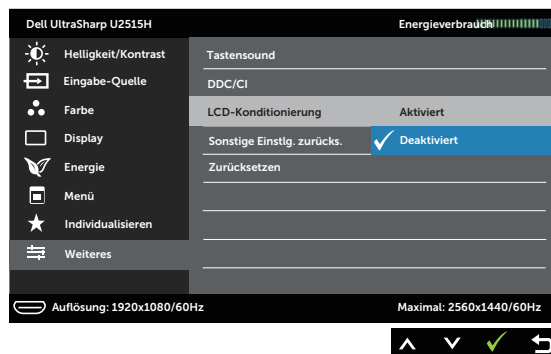 Dell UltraSharp U2515H Energieverbrauch
Helligkeit/Kontrast Tastensound
Eingabe-Quelle DDC/CI
Farbe LCD-Konditionierung Aktiviert
Display Sonstige Einstlg. zurücks. Deaktiviert
Energie Zurücksetzen
Menü
Individualisieren
Weiteres
Auflösung: 1920x1080/60Hz Maximal: 2560x1440/60Hz